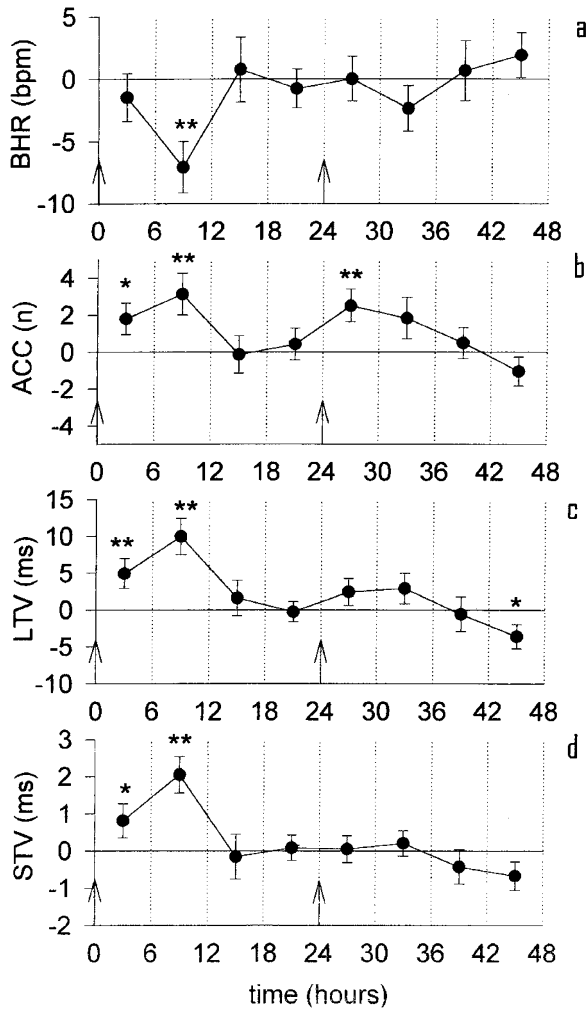 a
BHR (bpm)
5
0
-5
-10
**
0 6 12 18 24 30 36 42 48
b
ACC (n)
4
2
0
-2
-4
* ** **
0 6 12 18 24 30 36 42 48
c
LTV (ms)
15
10
5
0
-5
-10
** ** *
0 6 12 18 24 30 36 42 48
d
STV (ms)
3
2
1
0
-1
-2
* **
0 6 12 18 24 30 36 42 48
time (hours)